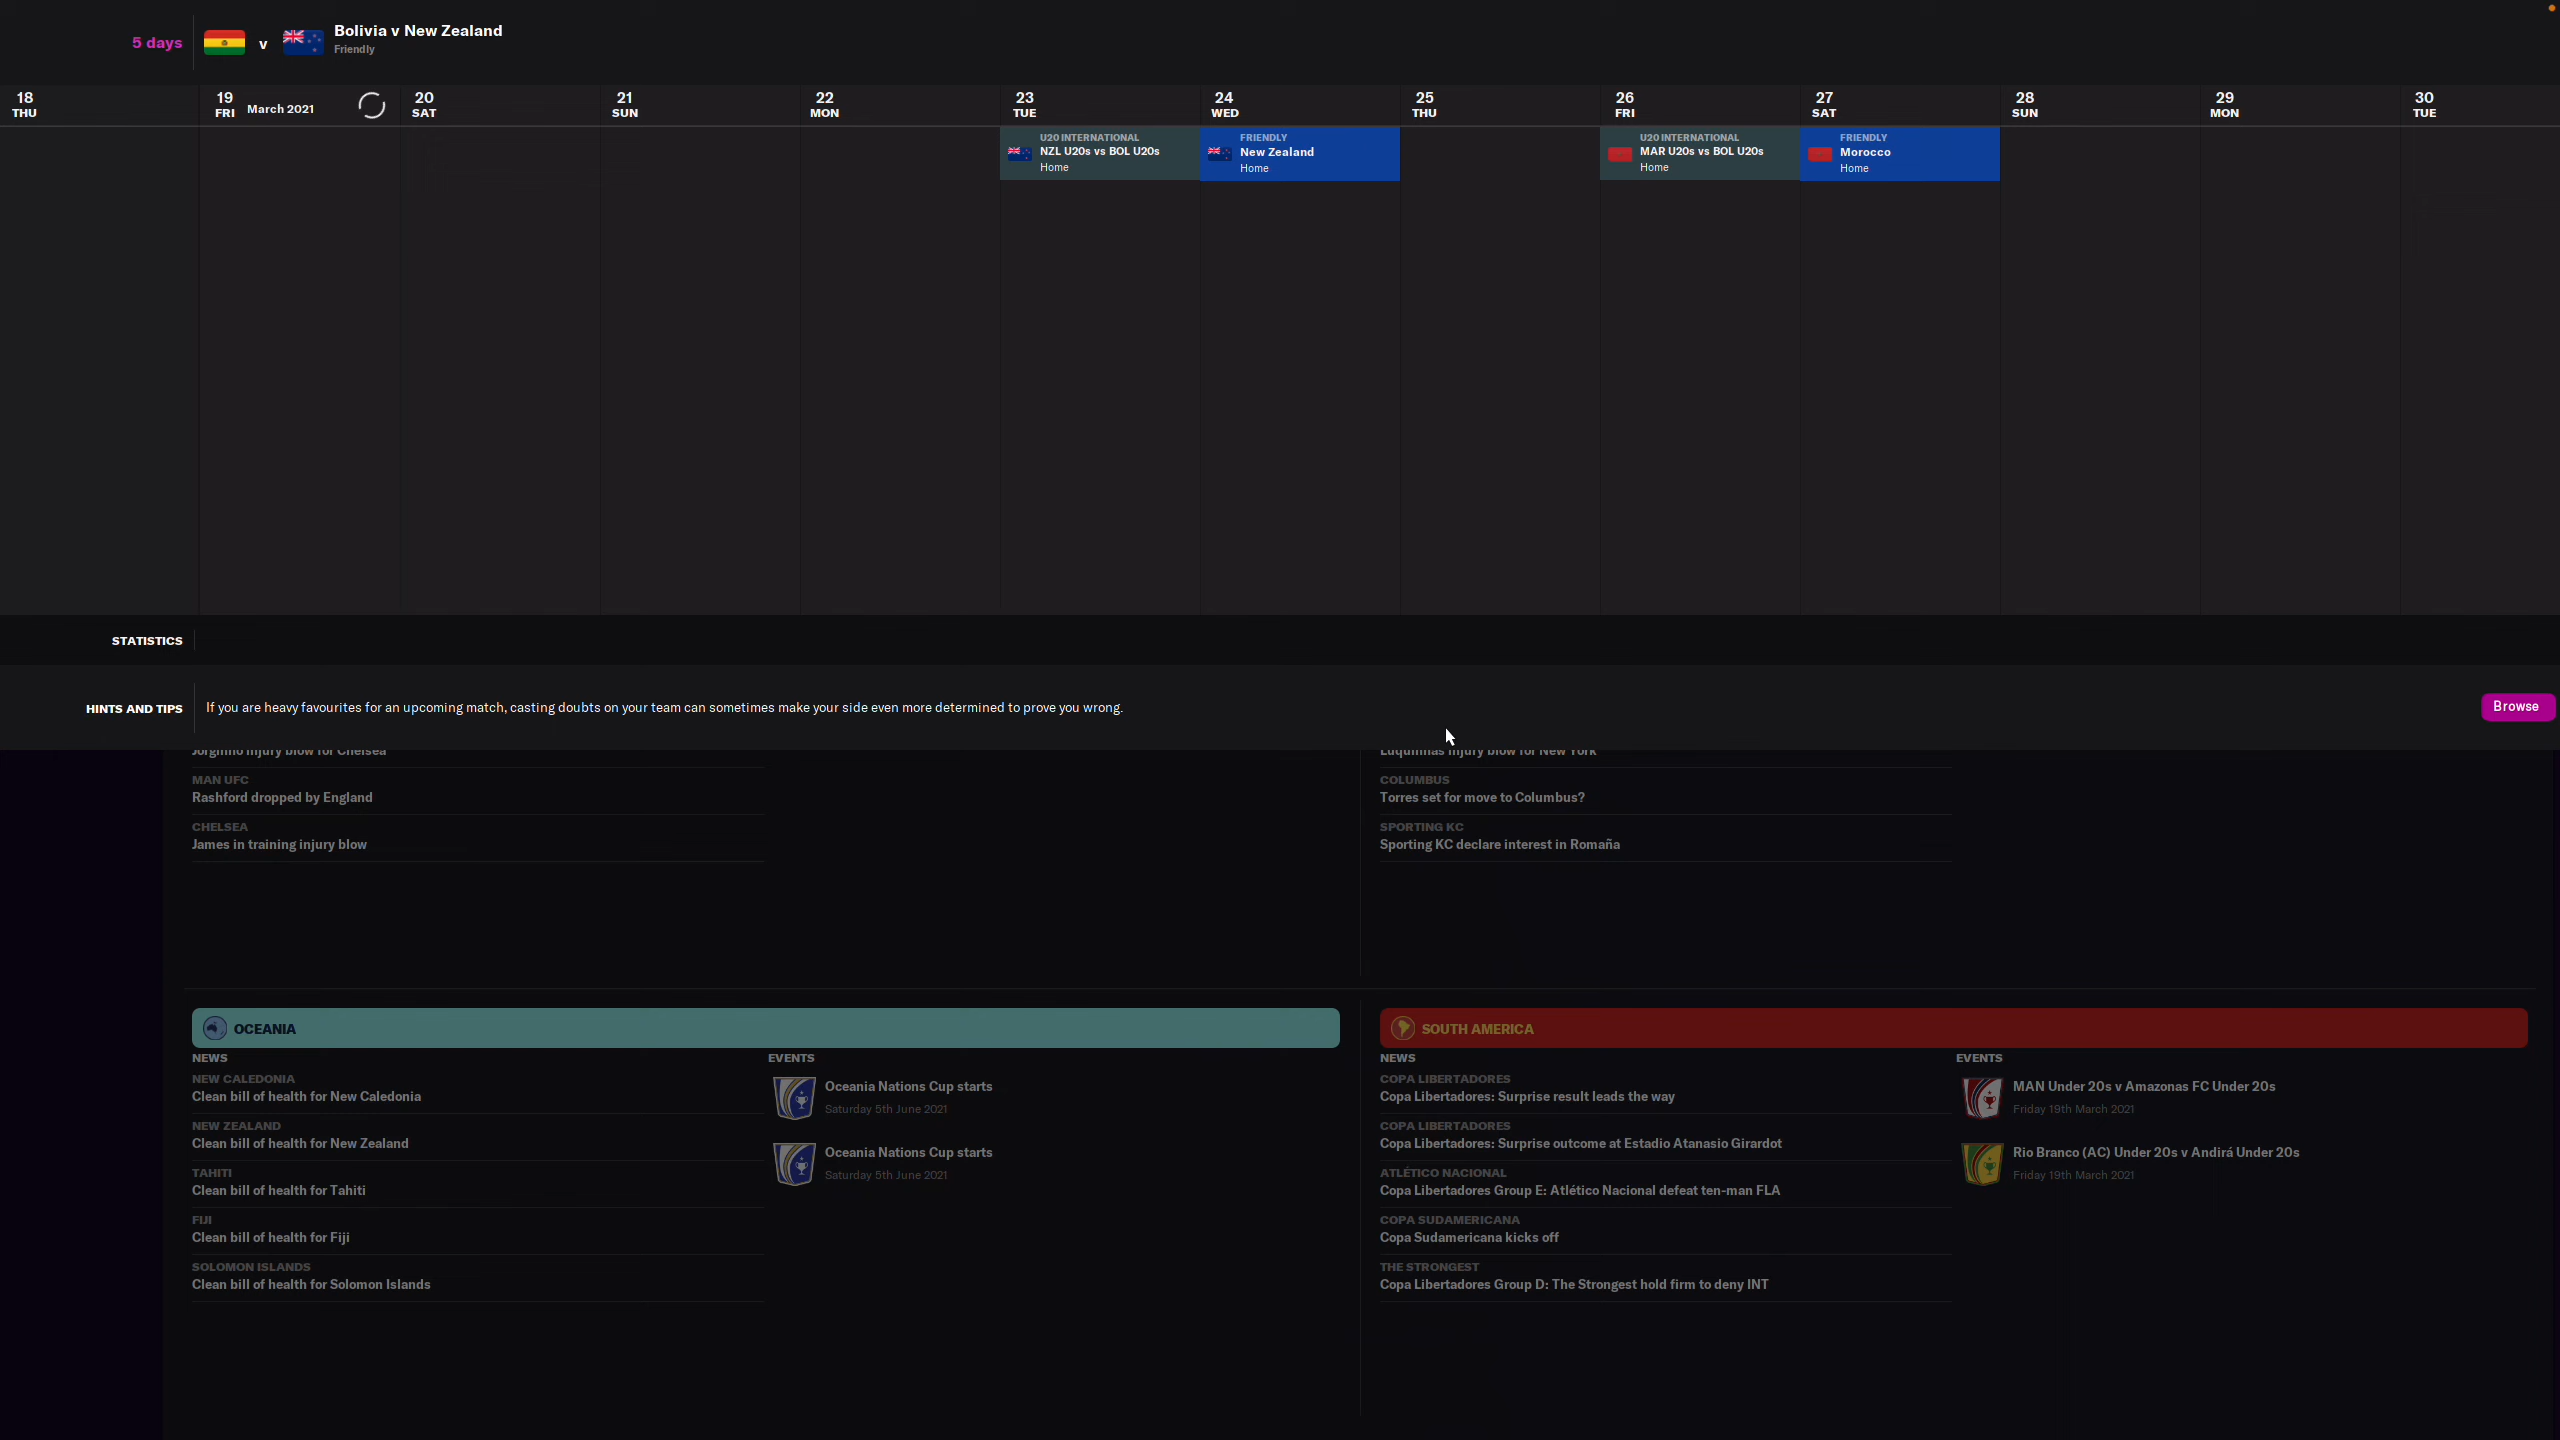 5 days
v
Bolivia v New Zealand
Friendly
18
THU
19
FRI
March 2021
20
SAT
21
SUN
22
MON
23
TUE
24
WED
25
THU
26
FRI
27
SAT
28
SUN
29
MON
30
TUE
U20 INTERNATIONAL
NZL U20s vs BOL U20s
Home
FRIENDLY
New Zealand
Home
U20 INTERNATIONAL
MAR U20s vs BOL U20s
Home
FRIENDLY
Morocco
Home
STATISTICS
HINTS AND TIPS
If you are heavy favourites for an upcoming match, casting doubts on your team can sometimes make your side even more determined to prove you wrong.
Browse
Jorginho injury blow for Chelsea
MAN UFC
Rashford dropped by England
CHELSEA
James in training injury blow
Luquinhas injury blow for New York
COLUMBUS
Torres set for move to Columbus?
SPORTING KC
Sporting KC declare interest in Romaña
OCEANIA
NEWS
NEW CALEDONIA
Clean bill of health for New Caledonia
NEW ZEALAND
Clean bill of health for New Zealand
TAHITI
Clean bill of health for Tahiti
FIJI
Clean bill of health for Fiji
SOLOMON ISLANDS
Clean bill of health for Solomon Islands
EVENTS
Oceania Nations Cup starts
Saturday 5th June 2021
Oceania Nations Cup starts
Saturday 5th June 2021
SOUTH AMERICA
NEWS
COPA LIBERTADORES
Copa Libertadores: Surprise result leads the way
COPA LIBERTADORES
Copa Libertadores: Surprise outcome at Estadio Atanasio Girardot
ATLÉTICO NACIONAL
Copa Libertadores Group E: Atlético Nacional defeat ten-man FLA
COPA SUDAMERICANA
Copa Sudamericana kicks off
THE STRONGEST
Copa Libertadores Group D: The Strongest hold firm to deny INT
EVENTS
MAN Under 20s v Amazonas FC Under 20s
Friday 19th March 2021
Rio Branco (AC) Under 20s v Andirá Under 20s
Friday 19th March 2021